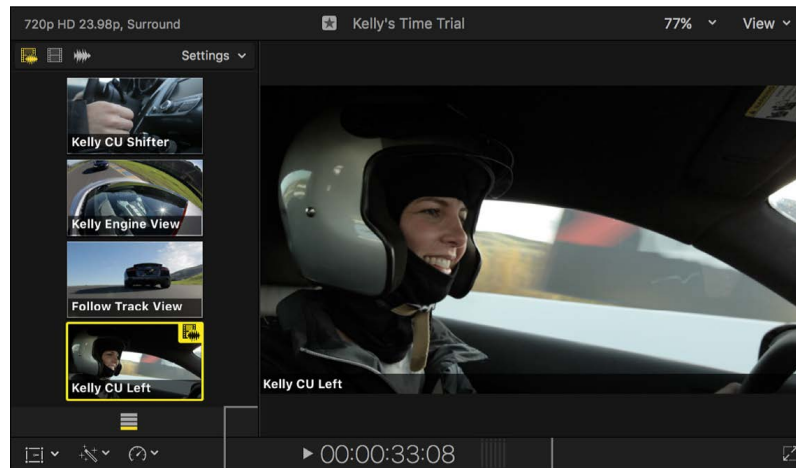 720p HD 23.98p, Surround
Kelly's Time Trial
77%
View
Settings
Kelly CU Shifter
Kelly Engine View
Follow Track View
Kelly CU Left
Kelly CU Left
00:00:33:08